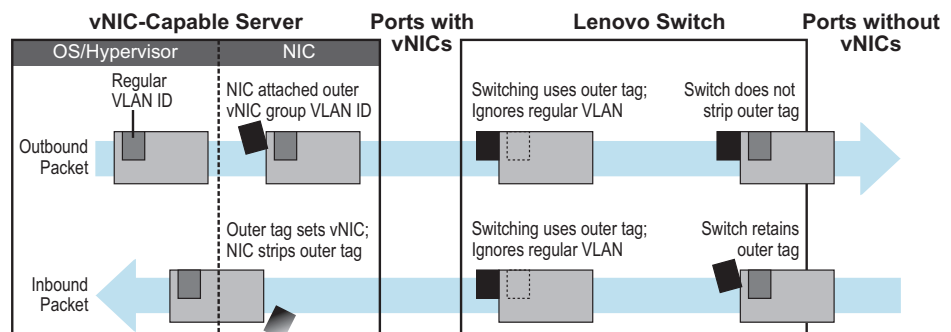 vNIC-Capable Server
Ports with
vNICs
Lenovo Switch
Ports without
vNICs
OS/Hypervisor
NIC
Regular
VLAN ID
NIC attached outer
vNIC group VLAN ID
Switching uses outer tag;
Ignores regular VLAN
Switch does not
strip outer tag
Outbound
Packet
Outer tag sets vNIC;
NIC strips outer tag
Switching uses outer tag;
Ignores regular VLAN
Switch retains
outer tag
Inbound
Packet